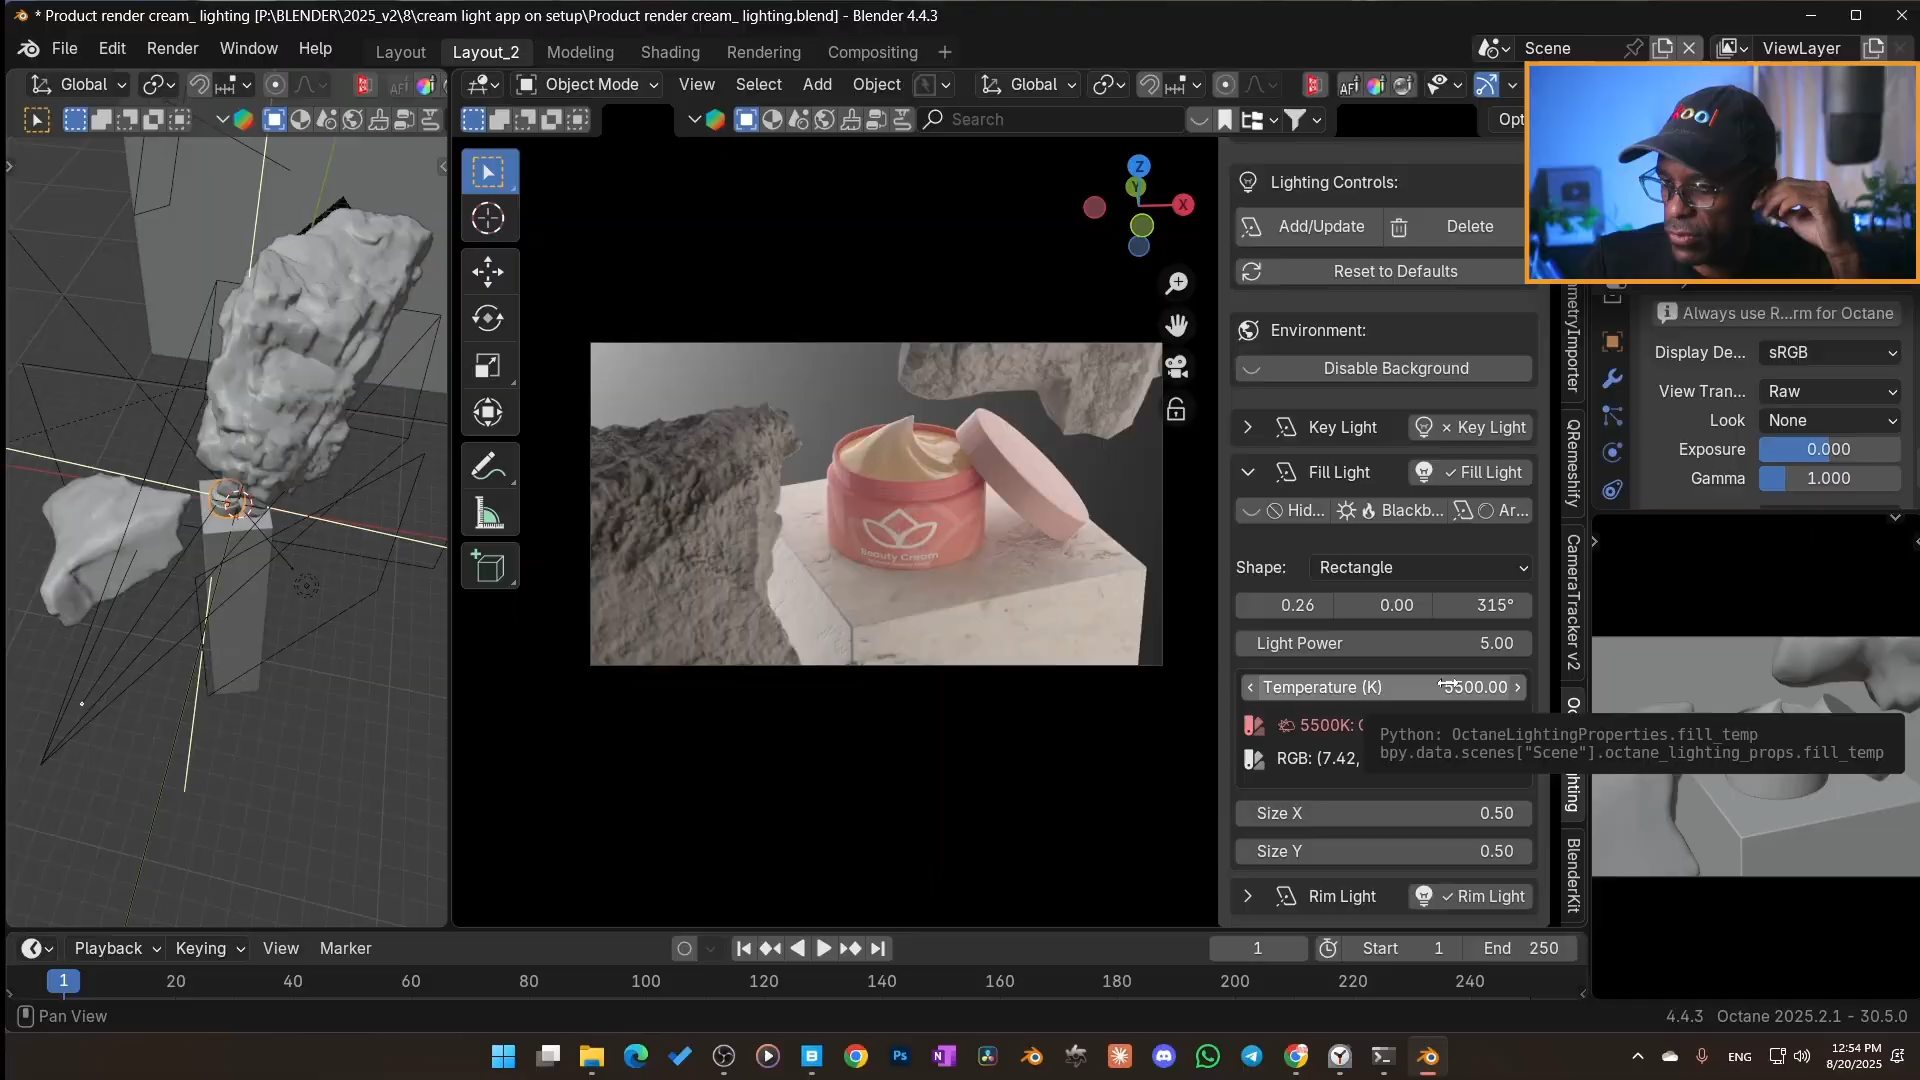 * Product render cream_ lighting [P:\BLENDER\2025_v2\8\cream light app on setup\Product render cream_ lighting.blend] - Blender 4.4.3
File Edit Render Window Help
Layout Layout_2 Modeling Shading Rendering Compositing +
Scene ViewLayer
Global
Object Mode View Select Add Object Global
Search
Opt
Z
Y
X
Lighting Controls:
Add/Update Delete
Reset to Defaults
Environment:
Disable Background
Key Light × Key Light
Fill Light ✓ Fill Light
Hid... Blackb... Ar...
Shape: Rectangle
0.26 0.00 315°
Light Power 5.00
Temperature (K) 5500.00
5500K:
RGB: (7.42,
Python: OctaneLightingProperties.fill_temp
bpy.data.scenes["Scene"].octane_lighting_props.fill_temp
Size X 0.50
Size Y 0.50
Rim Light ✓ Rim Light
Beauty Cream
metryImporter
QRemeshify
CameraTracker v2
Oc
ghting
BlenderKit
Always use R...rm for Octane
Display De... sRGB
View Tran... Raw
Look None
Exposure 0.000
Gamma 1.000
Playback Keying View Marker
1 Start 1 End 250
1 20 40 60 80 100 120 140 160 180 200 220 240
Pan View
4.4.3 Octane 2025.2.1 - 30.5.0
Ps
ENG
12:54 PM
8/20/2025